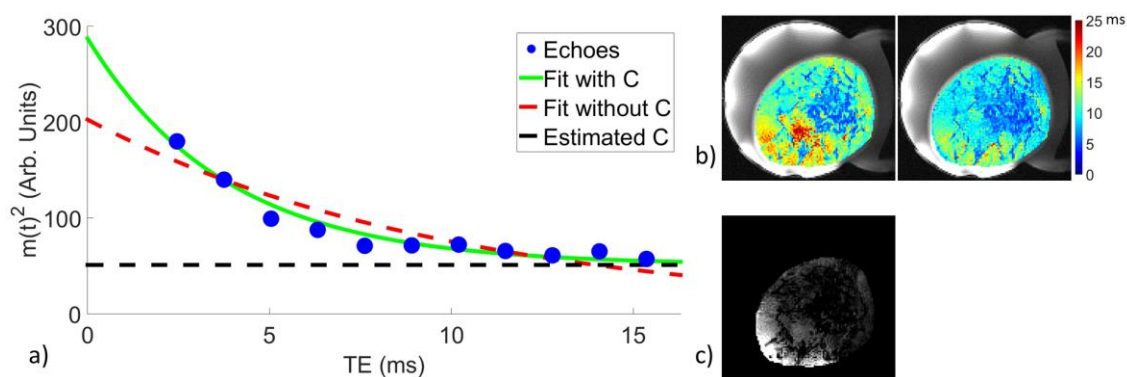 300
200
100
0
m(t)² (Arb. Units)
Echoes
Fit with C
Fit without C
Estimated C
0
5
10
15
TE (ms)
a)
b)
25 ms
20
15
10
5
0
c)